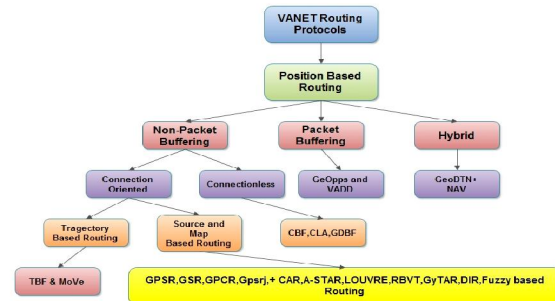 VANET Routing
Protocols
Position Based
Routing
Non-Packet
Buffering
Packet
Buffering
Hybrid
Connection
Oriented
Connectionless
GeOpps and
VADD
GeoDTN+
NAV
Tragectory
Based Routing
Source and
Map
Based Routing
CBF,CLA,GDBF
TBF & MoVe
GPSR,GSR,GPCR,Gpsrj,+ CAR,A-STAR,LOUVRE,RBVT,GyTAR,DIR,Fuzzy based
Routing